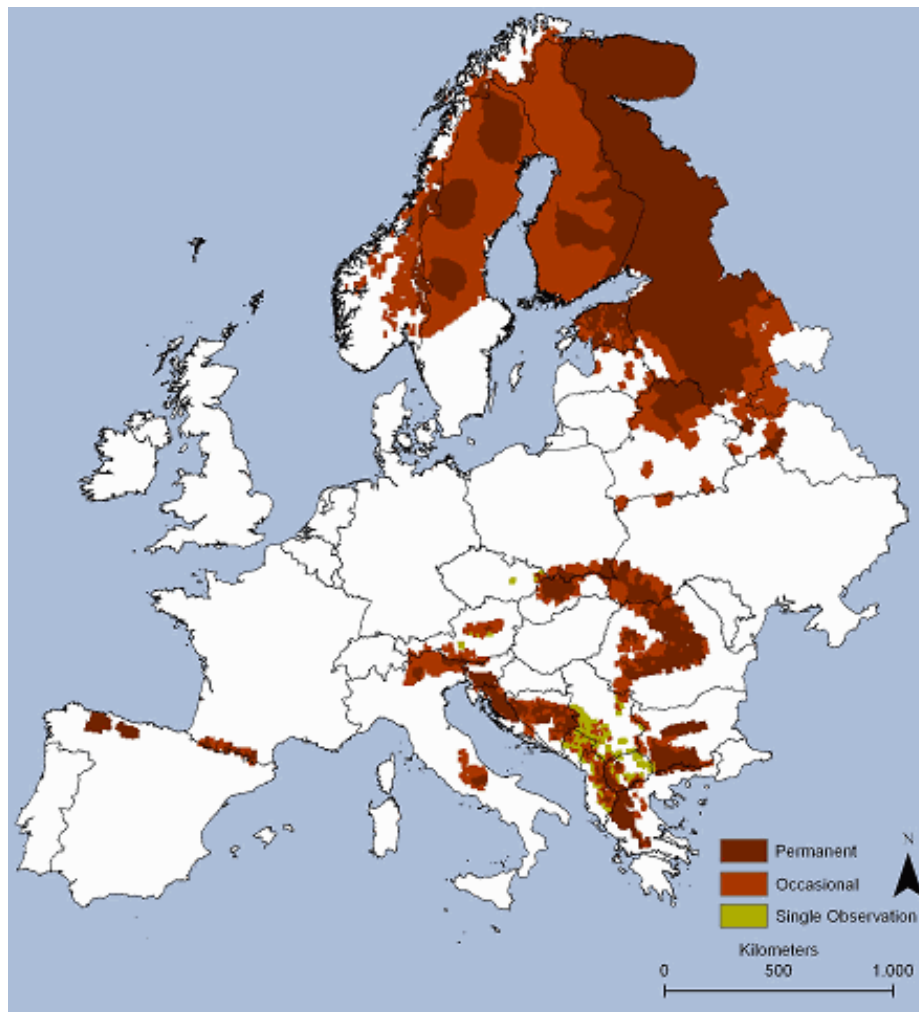 Permanent
N
Occasional
Single Observation
Kilometers
0 500 1.000